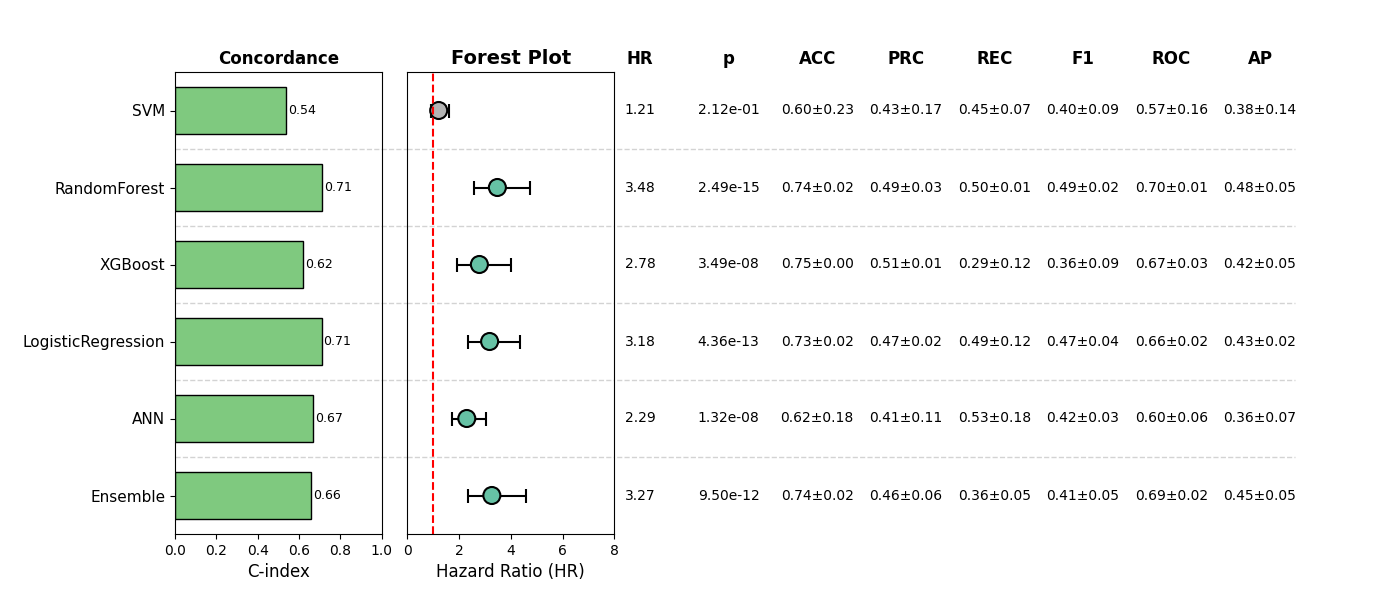 Concordance Forest Plot HR p ACC PRC REC F1 ROC AP
SVM 0.54 1.21 2.12e-01 0.60±0.23 0.43±0.17 0.45±0.07 0.40±0.09 0.57±0.16 0.38±0.14
RandomForest 0.71 3.48 2.49e-15 0.74±0.02 0.49±0.03 0.50±0.01 0.49±0.02 0.70±0.01 0.48±0.05
XGBoost 0.62 2.78 3.49e-08 0.75±0.00 0.51±0.01 0.29±0.12 0.36±0.09 0.67±0.03 0.42±0.05
LogisticRegression 0.71 3.18 4.36e-13 0.73±0.02 0.47±0.02 0.49±0.12 0.47±0.04 0.66±0.02 0.43±0.02
ANN 0.67 2.29 1.32e-08 0.62±0.18 0.41±0.11 0.53±0.18 0.42±0.03 0.60±0.06 0.36±0.07
Ensemble 0.66 3.27 9.50e-12 0.74±0.02 0.46±0.06 0.36±0.05 0.41±0.05 0.69±0.02 0.45±0.05
0.0 0.2 0.4 0.6 0.8 1.0 0 2 4 6 8
C-index Hazard Ratio (HR)